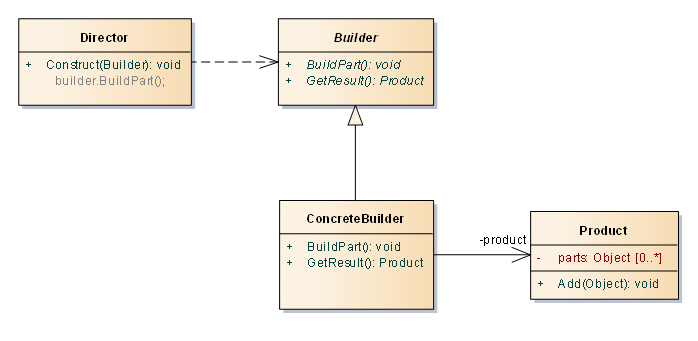 Director
+ Construct(Builder): void
builder.BuildPart();
Builder
+ BuildPart(): void
+ GetResult(): Product
ConcreteBuilder
+ BuildPart(): void
+ GetResult(): Product
-product
Product
- parts: Object [0..*]
+ Add(Object): void